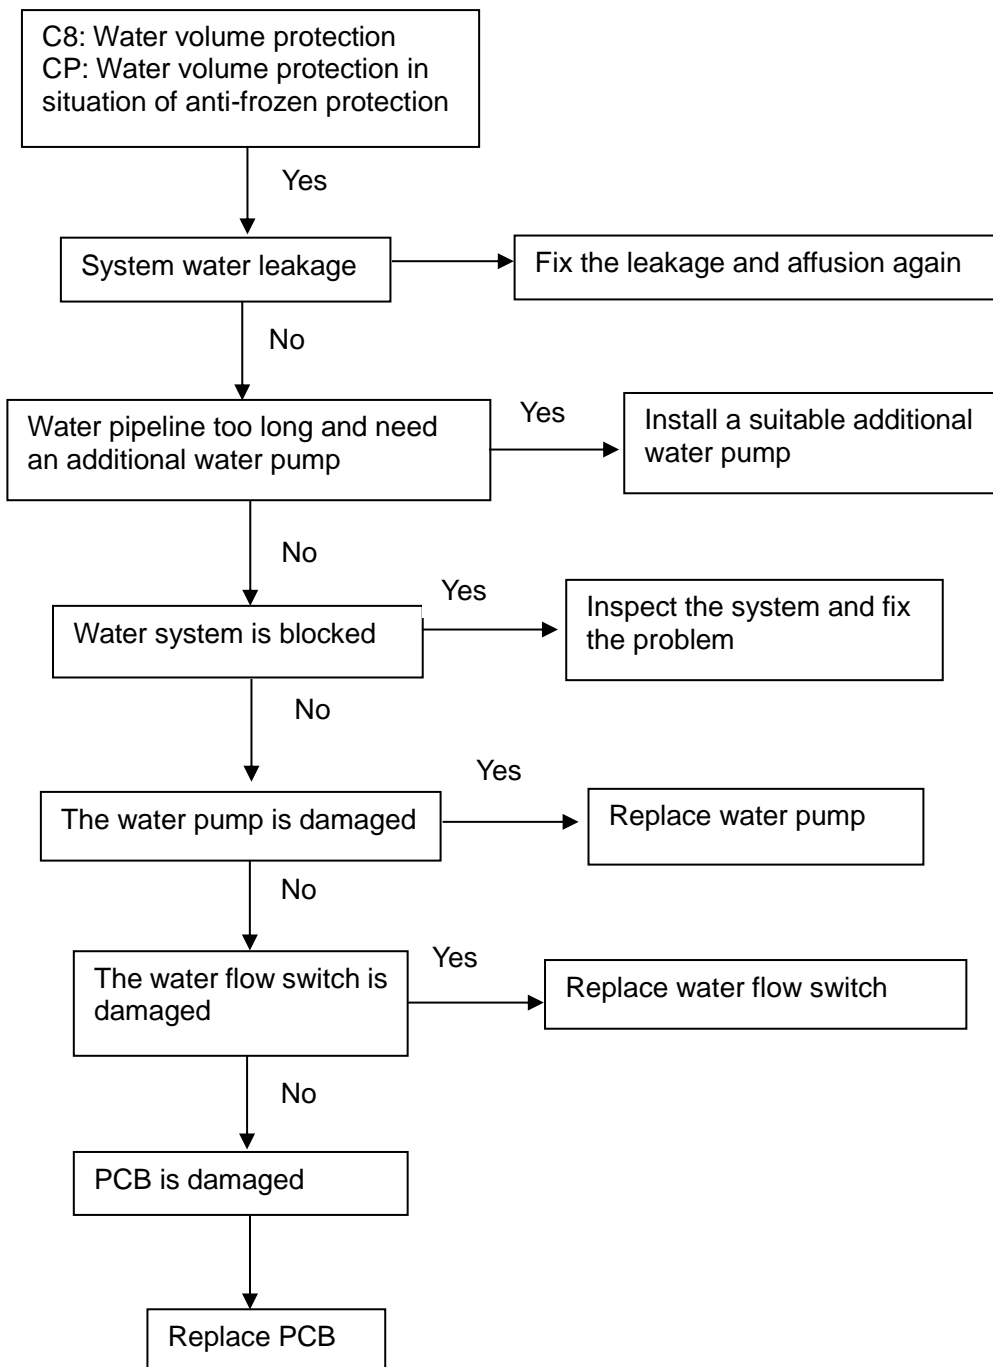 C8: Water volume protection
CP: Water volume protection in
situation of anti-frozen protection
Yes
System water leakage
Fix the leakage and affusion again
No
Water pipeline too long and need
an additional water pump
Yes
Install a suitable additional
water pump
No
Water system is blocked
Yes
Inspect the system and fix
the problem
No
The water pump is damaged
Yes
Replace water pump
No
The water flow switch is
damaged
Yes
Replace water flow switch
No
PCB is damaged
Replace PCB